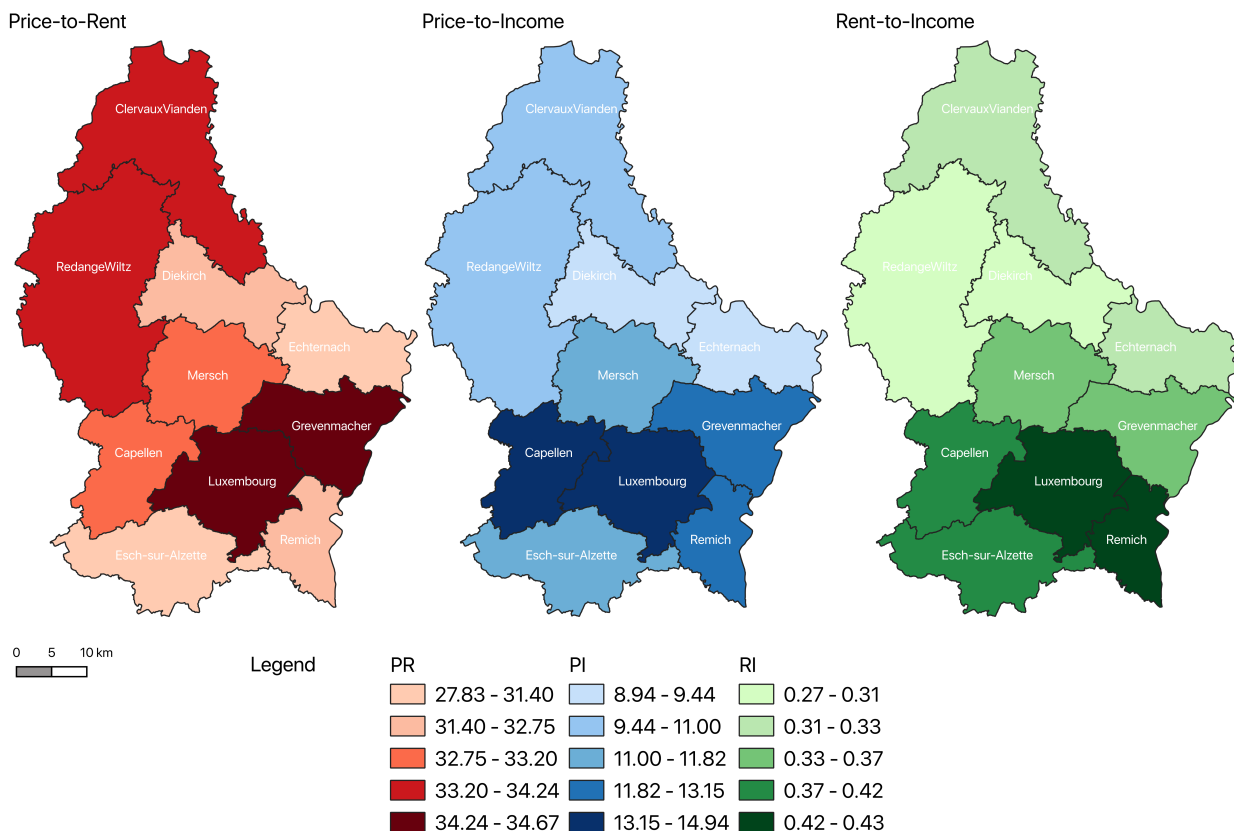 Price-to-Rent
Price-to-Income
Rent-to-Income
ClervauxVianden
RedangeWiltz
Diekirch
Echternach
Mersch
Grevenmacher
Capellen
Luxembourg
Remich
Esch-sur-Alzette
ClervauxVianden
RedangeWiltz
Diekirch
Echternach
Mersch
Grevenmacher
Capellen
Luxembourg
Remich
Esch-sur-Alzette
ClervauxVianden
RedangeWiltz
Diekirch
Echternach
Mersch
Grevenmacher
Capellen
Luxembourg
Remich
Esch-sur-Alzette
0 5 10 km
Legend
PR PI RI
27.83 - 31.40 8.94 - 9.44 0.27 - 0.31
31.40 - 32.75 9.44 - 11.00 0.31 - 0.33
32.75 - 33.20 11.00 - 11.82 0.33 - 0.37
33.20 - 34.24 11.82 - 13.15 0.37 - 0.42
34.24 - 34.67 13.15 - 14.94 0.42 - 0.43